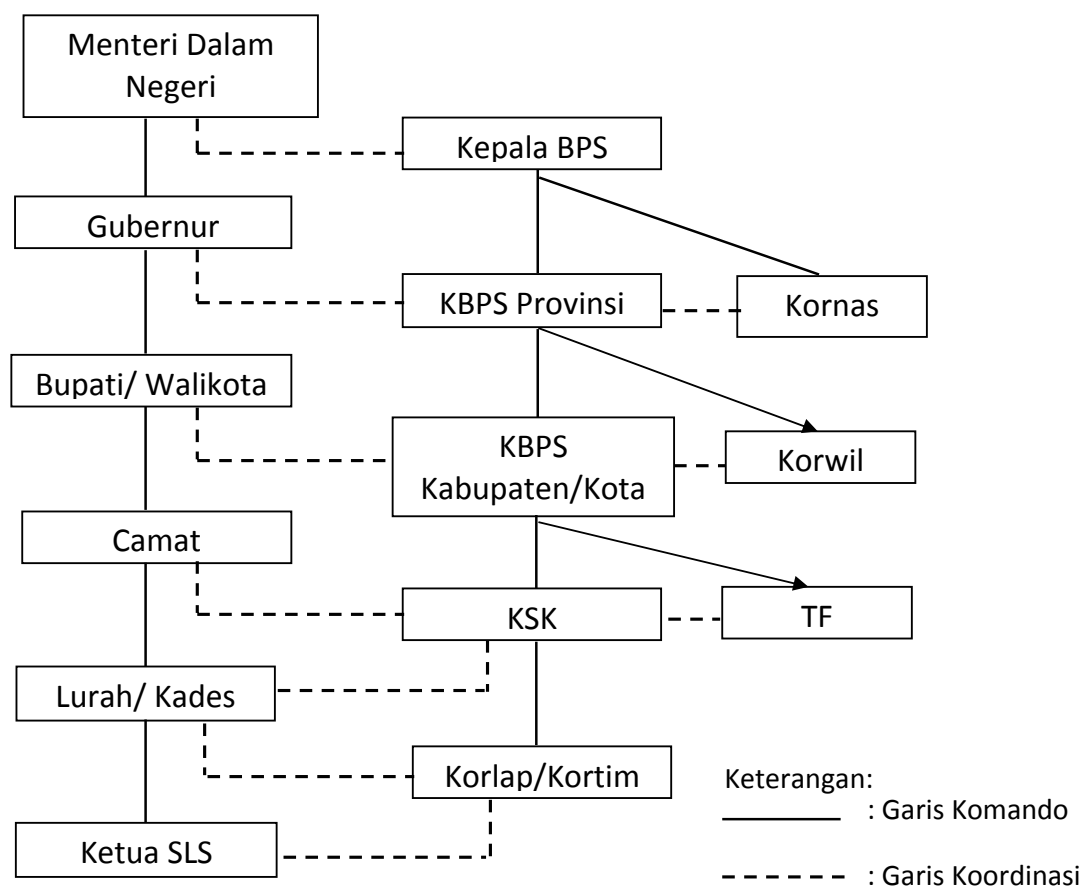 Menteri Dalam
Negeri
Kepala BPS
Gubernur
KBPS Provinsi
Kornas
Bupati/ Walikota
KBPS
Kabupaten/Kota
Korwil
Camat
KSK
TF
Lurah/ Kades
Korlap/Kortim
Ketua SLS
Keterangan:
: Garis Komando
: Garis Koordinasi